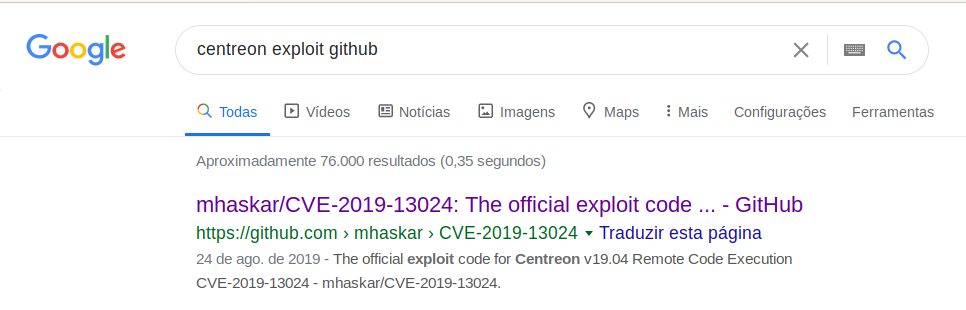 Google
centreon exploit github
Todas Vídeos Notícias Imagens Maps Mais Configurações Ferramentas
Aproximadamente 76.000 resultados (0,35 segundos)
mhaskar/CVE-2019-13024: The official exploit code ... - GitHub
https://github.com › mhaskar › CVE-2019-13024 Traduzir esta página
24 de ago. de 2019 - The official exploit code for Centreon v19.04 Remote Code Execution
CVE-2019-13024 - mhaskar/CVE-2019-13024.